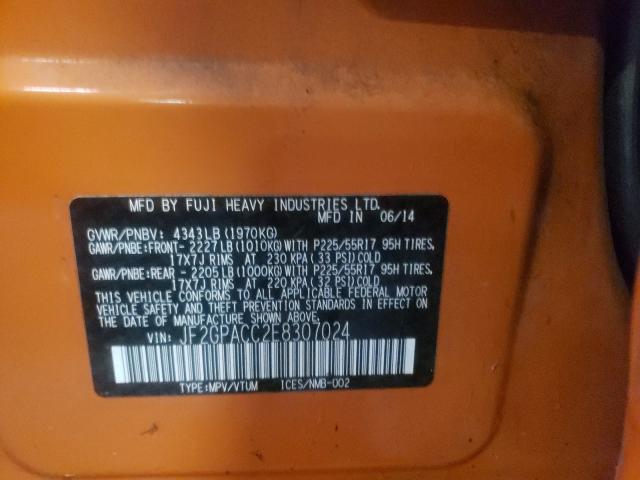 MFD BY FUJI HEAVY INDUSTRIES LTD.
MFD IN 06/14
GVWR/PNBV: 4343LB(1970KG)
GAWR/PNBE:FRONT-2227LB(1010KG)WITH P225/55R17 95H TIRES,
17X7J RIMS AT 230 KPA(33 PSI)COLD
GAWR/PNBE:REAR -2205LB(1000KG)WITH P225/55R17 95H TIRES,
17X7J RIMS AT 220 KPA(32 PSI)COLD
THIS VEHICLE CONFORMS TO ALL APPLICABLE FEDERAL MOTOR
VEHICLE SAFETY AND THEFT PREVENTION STANDARDS IN EFFECT ON
THE DATE OF MANUFACTURE SHOWN ABOVE.
VIN: JF2GPACC2E8307024
TYPE:MPV/VTUM ICES/NMB-002